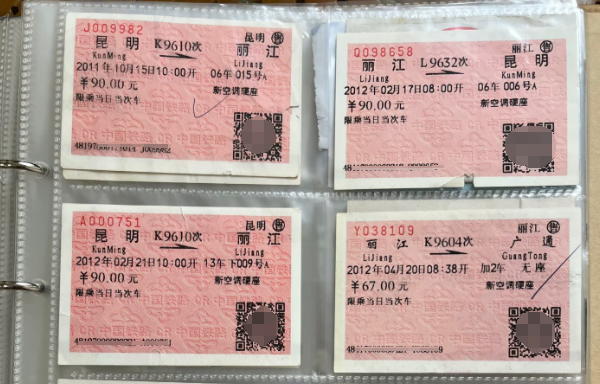 J009982
昆明 售
昆明 K9610次 丽江
KunMing LiJiang
2011年10月15日10:00开 06车015号A
¥90.00元 新空调硬座
限乘当日当次车
Q098658
丽江 售
丽江 L9632次 昆明
LiJiang KunMing
2012年02月17日08:00开 06车006号A
¥90.00元 新空调硬座
限乘当日当次车
A000751
昆明 售
昆明 K9610次 丽江
KunMing LiJiang
2012年02月21日10:00开 13车下009号A
¥90.00元 新空调硬座
限乘当日当次车
Y038109
丽江 售
丽江 K9604次 广通
LiJiang GuangTong
2012年04月20日08:38开 加2车 无座
¥67.00元 新空调硬座
限乘当日当次车